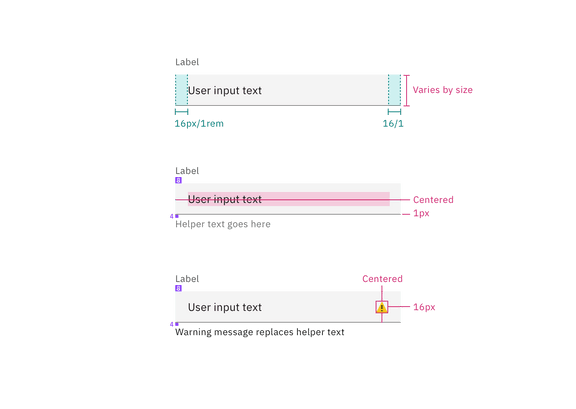 Label
User input text
Varies by size
16px/1rem
16/1
Label
8
User input text
Centered
1px
4
Helper text goes here
Label
Centered
8
User input text
16px
4
Warning message replaces helper text